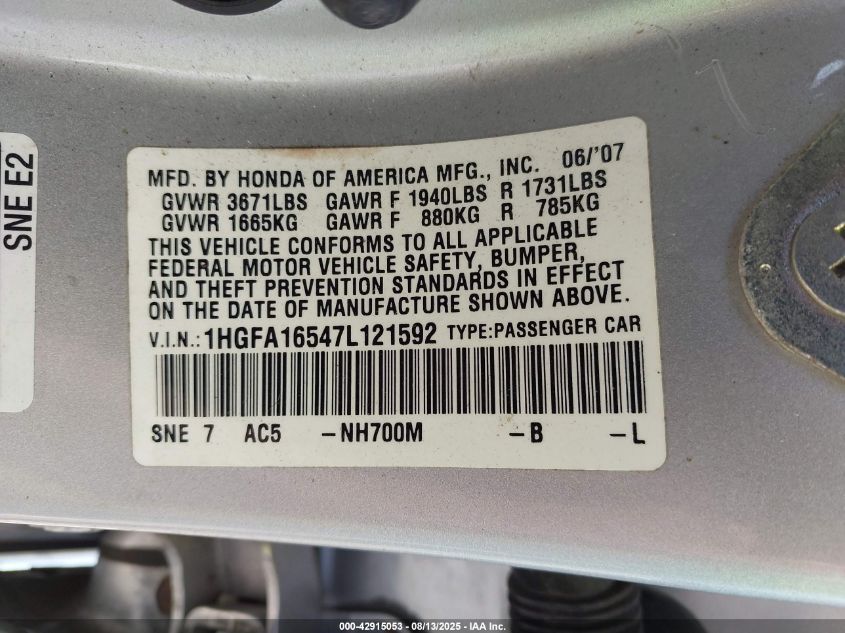 SNE E2
MFD. BY HONDA OF AMERICA MFG., INC. 06/'07
GVWR 3671LBS GAWR F 1940LBS R 1731LBS
GVWR 1665KG GAWR F 880KG R 785KG
THIS VEHICLE CONFORMS TO ALL APPLICABLE
FEDERAL MOTOR VEHICLE SAFETY, BUMPER,
AND THEFT PREVENTION STANDARDS IN EFFECT
ON THE DATE OF MANUFACTURE SHOWN ABOVE.
V.I.N.:1HGFA16547L121592 TYPE:PASSENGER CAR
SNE 7 AC5 -NH700M -B -L
000-42915053 - 08/13/2025 - IAA Inc.